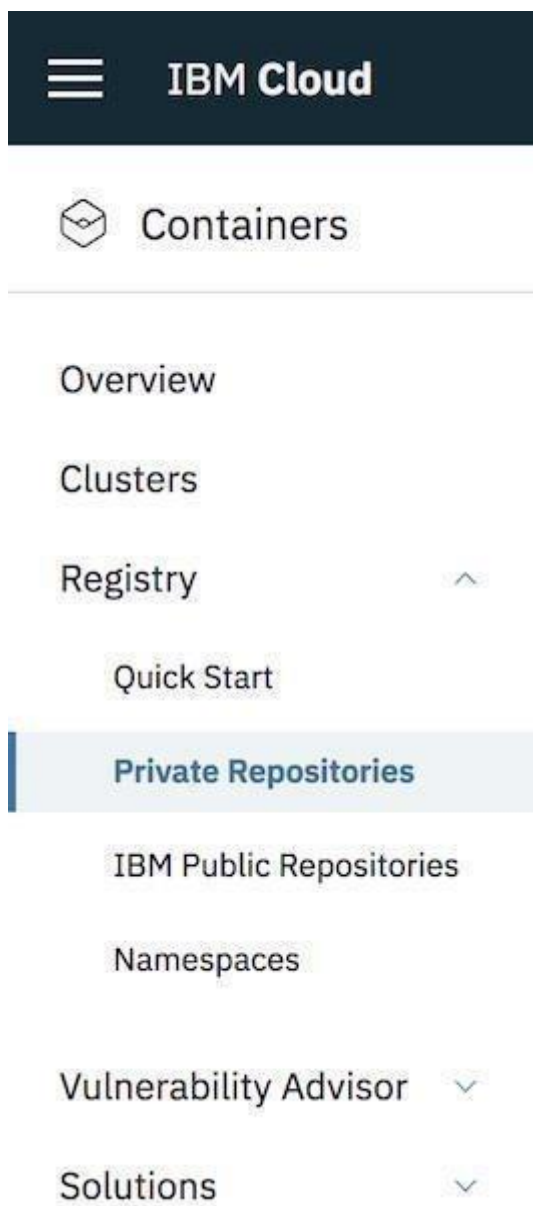 IBM Cloud
Containers
Overview
Clusters
Registry
Quick Start
Private Repositories
IBM Public Repositories
Namespaces
Vulnerability Advisor
Solutions